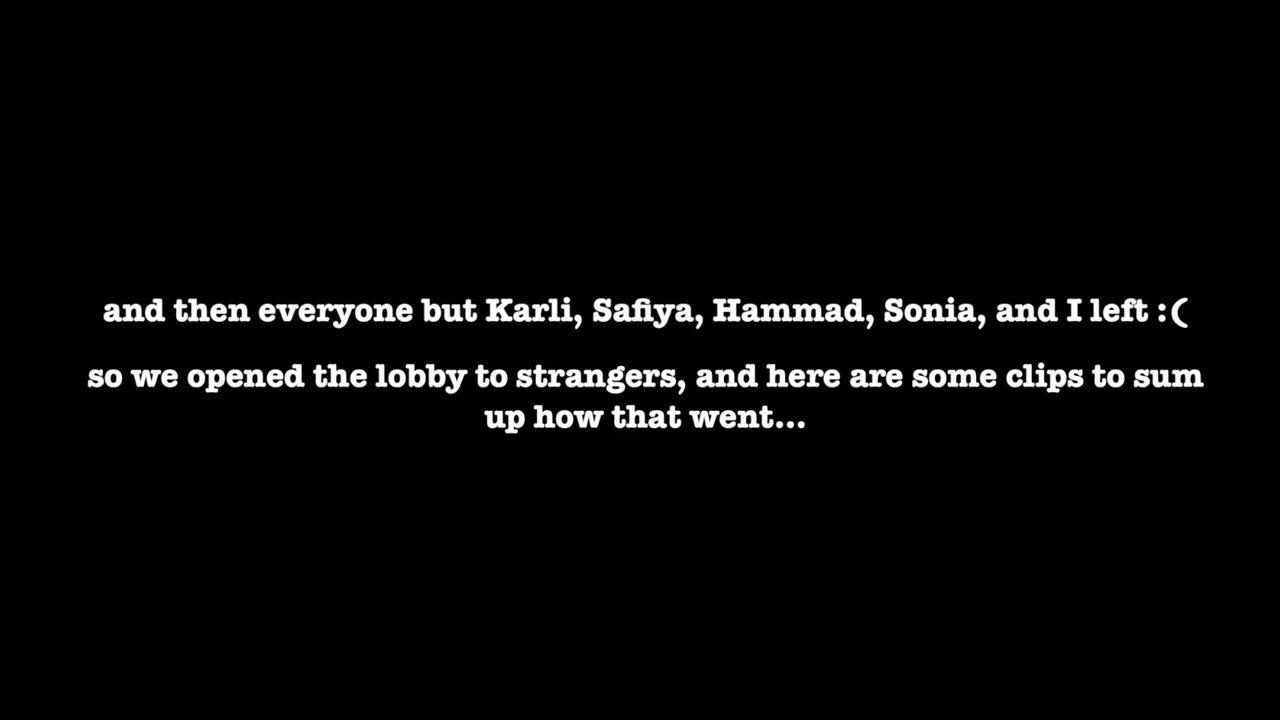 and then everyone but Karli, Safiya, Hammad, Sonia, and I left :(
so we opened the lobby to strangers, and here are some clips to sum
up how that went...